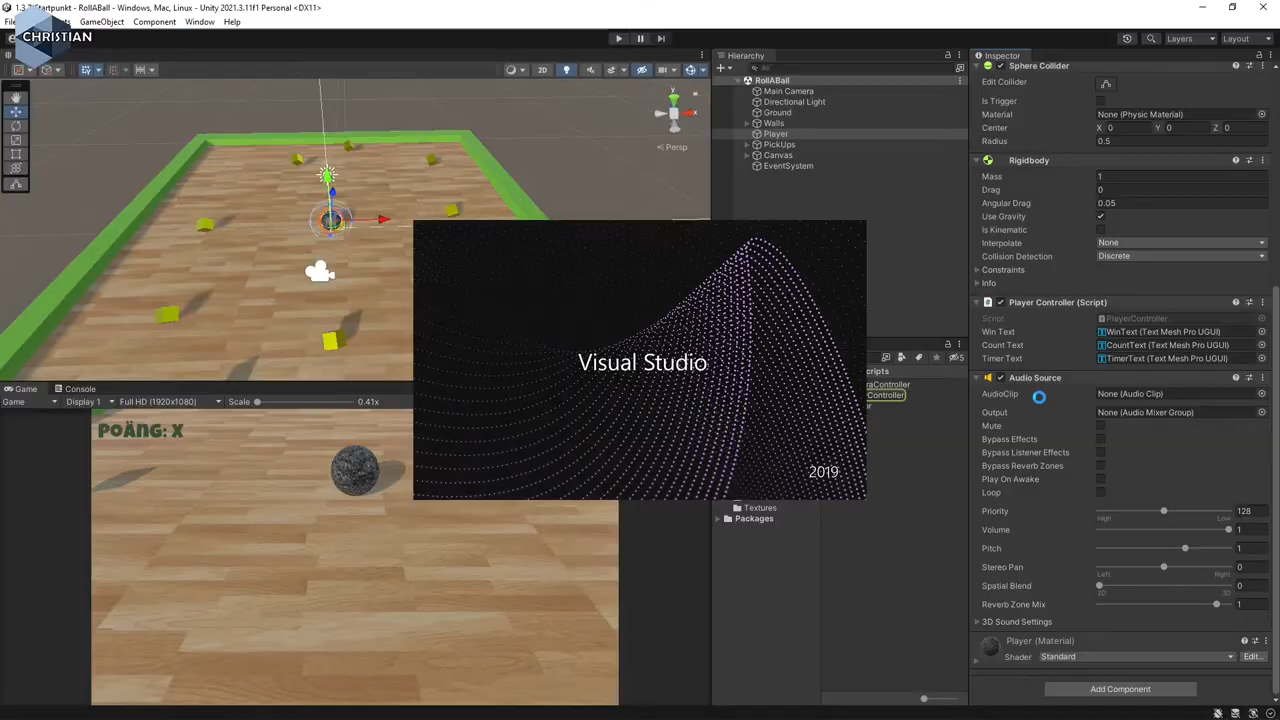 1.3.7 Startpunkt - RollABall - Windows, Mac, Linux - Unity 2021.3.11f1 Personal <DX11>
GameObject Component Window Help
CHRISTIAN
Layers Layout
2D
y
x
Persp
Game Console
Game Display 1 Full HD (1920x1080) Scale 0.41x
POÄNG: X
Visual Studio
2019
Hierarchy
All
RollABall
Main Camera
Directional Light
Ground
Walls
Player
PickUps
Canvas
EventSystem
5
Textures
Packages
Inspector
Sphere Collider
Edit Collider
Is Trigger
Material None (Physic Material)
Center X 0 Y 0 Z 0
Radius 0.5
Rigidbody
Mass 1
Drag 0
Angular Drag 0.05
Use Gravity
Is Kinematic
Interpolate None
Collision Detection Discrete
Constraints
Info
Player Controller (Script)
Script PlayerController
Win Text WinText (Text Mesh Pro UGUI)
Count Text CountText (Text Mesh Pro UGUI)
Timer Text TimerText (Text Mesh Pro UGUI)
Audio Source
AudioClip None (Audio Clip)
Output None (Audio Mixer Group)
Mute
Bypass Effects
Bypass Listener Effects
Bypass Reverb Zones
Play On Awake
Loop
Priority 128
High Low
Volume 1
Pitch 1
Stereo Pan 0
Left Right
Spatial Blend 0
2D 3D
Reverb Zone Mix 1
3D Sound Settings
Player (Material)
Shader Standard Edit...
Add Component